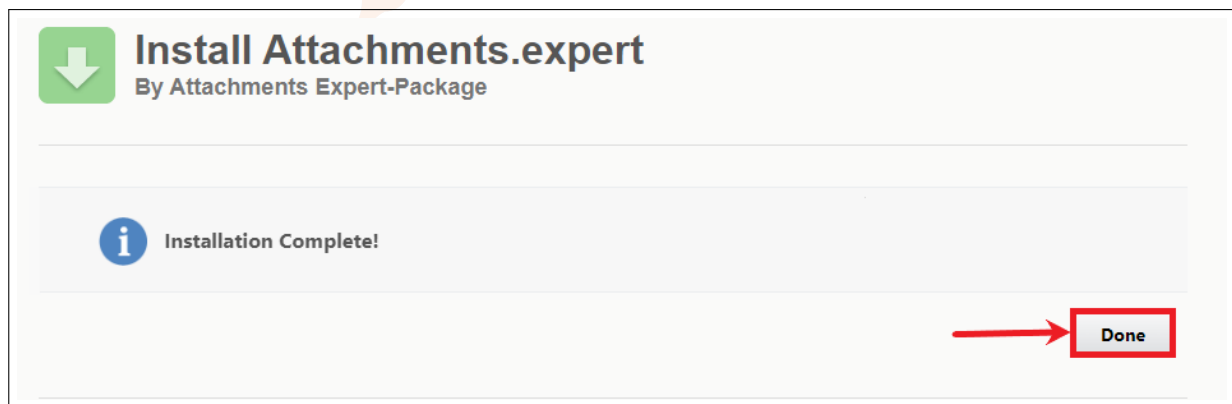 Install Attachments.expert
By Attachments Expert-Package
Installation Complete!
Done